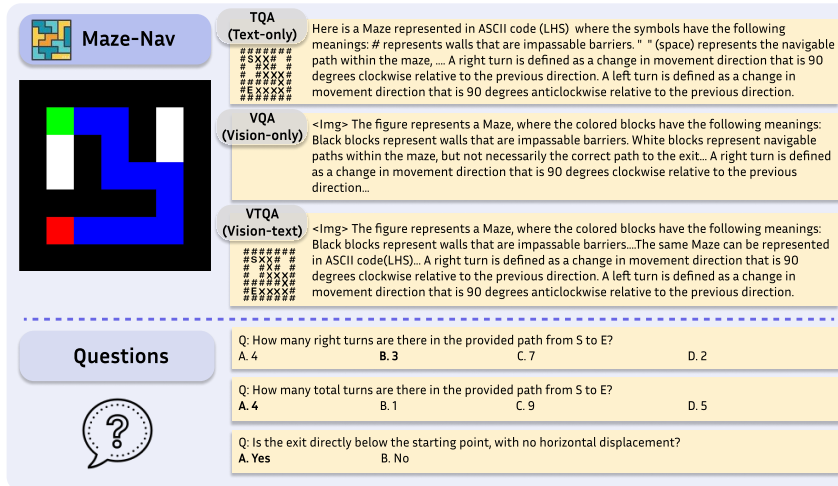 Maze-Nav
TQA
(Text-only)
#######
#SXX# #
# #X# #
# #XXX#
#####X#
#EXXXX#
#######
Here is a Maze represented in ASCII code (LHS) where the symbols have the following
meanings: # represents walls that are impassable barriers. " " (space) represents the navigable
path within the maze, .... A right turn is defined as a change in movement direction that is 90
degrees clockwise relative to the previous direction. A left turn is defined as a change in
movement direction that is 90 degrees anticlockwise relative to the previous direction.
VQA
(Vision-only)
<Img> The figure represents a Maze, where the colored blocks have the following meanings:
Black blocks represent walls that are impassable barriers. White blocks represent navigable
paths within the maze, but not necessarily the correct path to the exit... A right turn is defined
as a change in movement direction that is 90 degrees clockwise relative to the previous
direction...
VTQA
(Vision-text)
#######
#SXX# #
# #X# #
# #XXX#
#####X#
#EXXXX#
#######
<Img> The figure represents a Maze, where the colored blocks have the following meanings:
Black blocks represent walls that are impassable barriers....The same Maze can be represented
in ASCII code(LHS)... A right turn is defined as a change in movement direction that is 90
degrees clockwise relative to the previous direction. A left turn is defined as a change in
movement direction that is 90 degrees anticlockwise relative to the previous direction.
Questions
?
Q: How many right turns are there in the provided path from S to E?
A. 4 B. 3 C. 7 D. 2
Q: How many total turns are there in the provided path from S to E?
A. 4 B. 1 C. 9 D. 5
Q: Is the exit directly below the starting point, with no horizontal displacement?
A. Yes B. No